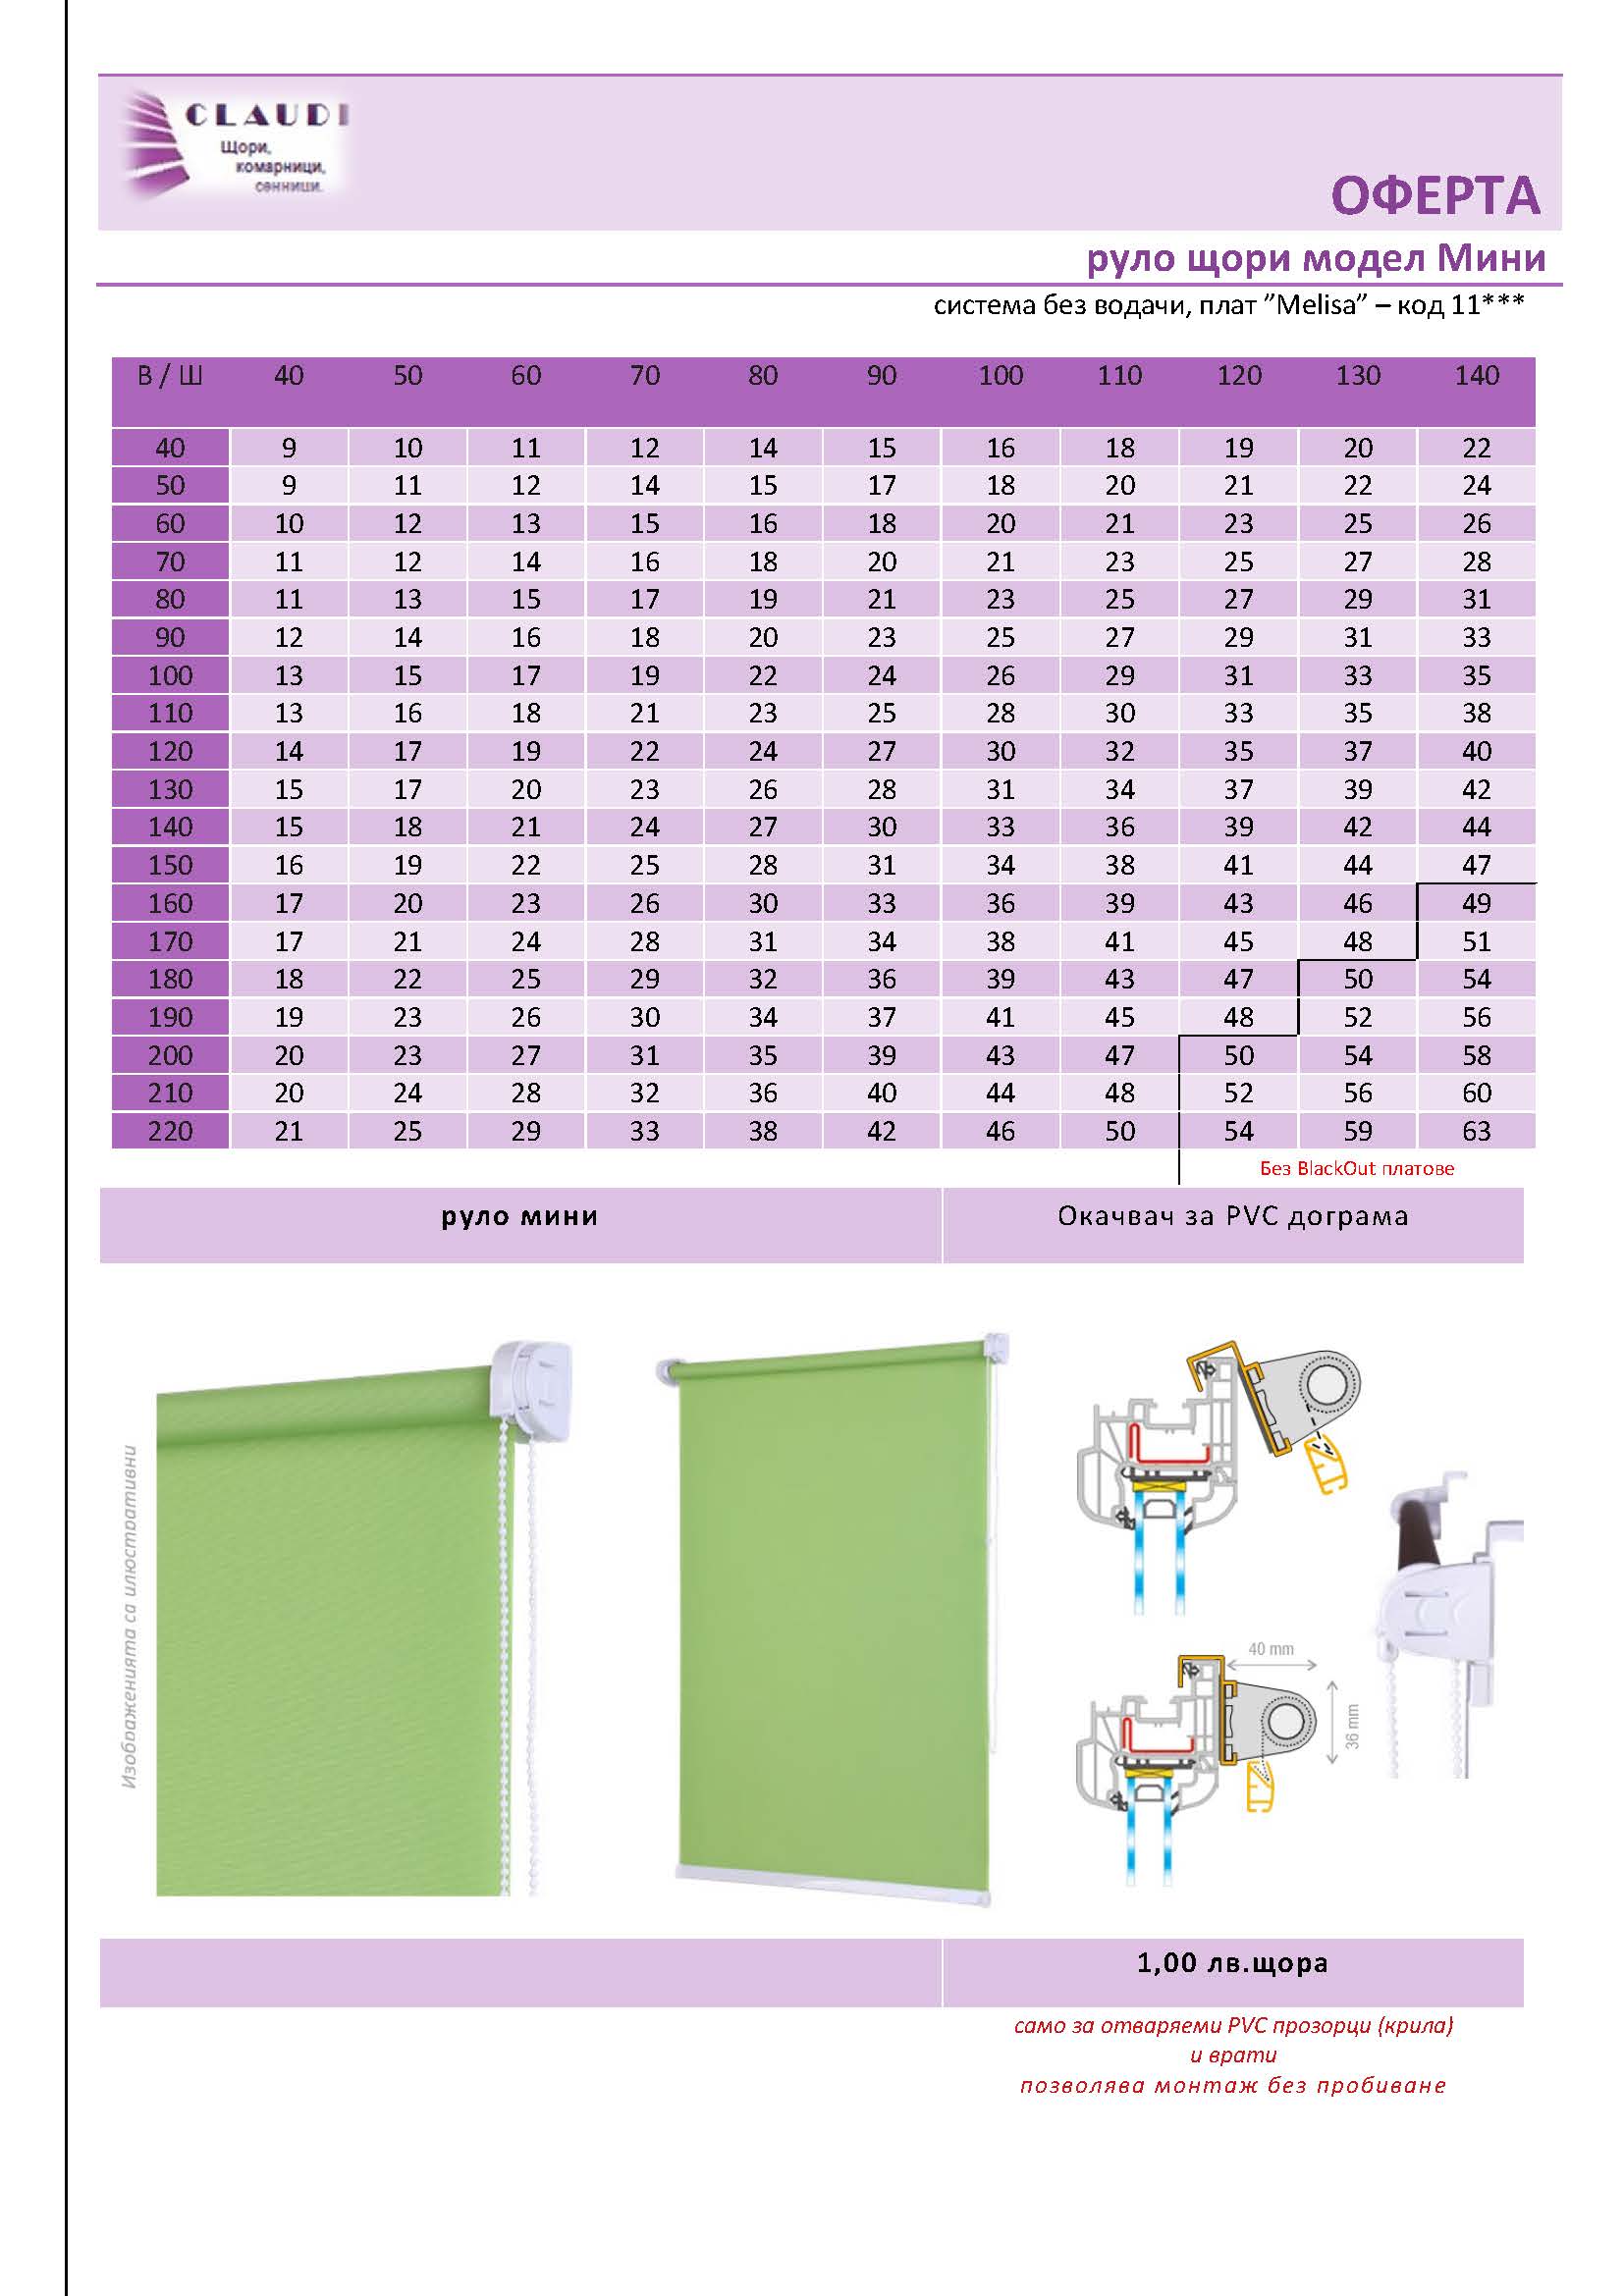 CLAUDI
Щори,
комарници,
сенници.
ОФЕРТА
руло щори модел Мини
система без водачи, плат ”Melisa” – код 11***
В / Ш 40 50 60 70 80 90 100 110 120 130 140
40 9 10 11 12 14 15 16 18 19 20 22
50 9 11 12 14 15 17 18 20 21 22 24
60 10 12 13 15 16 18 20 21 23 25 26
70 11 12 14 16 18 20 21 23 25 27 28
80 11 13 15 17 19 21 23 25 27 29 31
90 12 14 16 18 20 23 25 27 29 31 33
100 13 15 17 19 22 24 26 29 31 33 35
110 13 16 18 21 23 25 28 30 33 35 38
120 14 17 19 22 24 27 30 32 35 37 40
130 15 17 20 23 26 28 31 34 37 39 42
140 15 18 21 24 27 30 33 36 39 42 44
150 16 19 22 25 28 31 34 38 41 44 47
160 17 20 23 26 30 33 36 39 43 46 49
170 17 21 24 28 31 34 38 41 45 48 51
180 18 22 25 29 32 36 39 43 47 50 54
190 19 23 26 30 34 37 41 45 48 52 56
200 20 23 27 31 35 39 43 47 50 54 58
210 20 24 28 32 36 40 44 48 52 56 60
220 21 25 29 33 38 42 46 50 54 59 63
Без BlackOut платове
руло мини Окачвач за PVC дограма
Изображенията са илюстративни
40 mm
36 mm
1,00 лв.щора
само за отваряеми PVC прозорци (крила)
и врати
позволява монтаж без пробиване